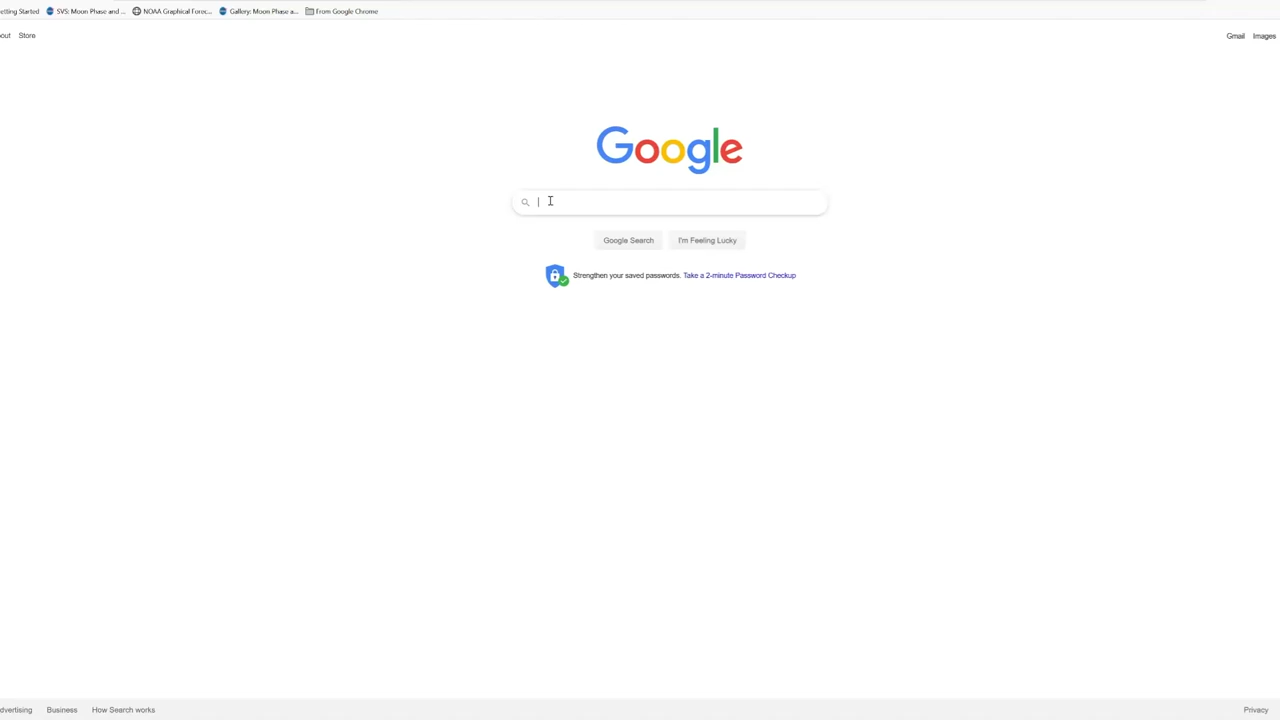 etting Started SVS: Moon Phase and ... NOAA Graphical Forec... Gallery: Moon Phase a... From Google Chrome
out Store Gmail Images
Google
Google Search I'm Feeling Lucky
Strengthen your saved passwords. Take a 2-minute Password Checkup
dvertising Business How Search works Privacy